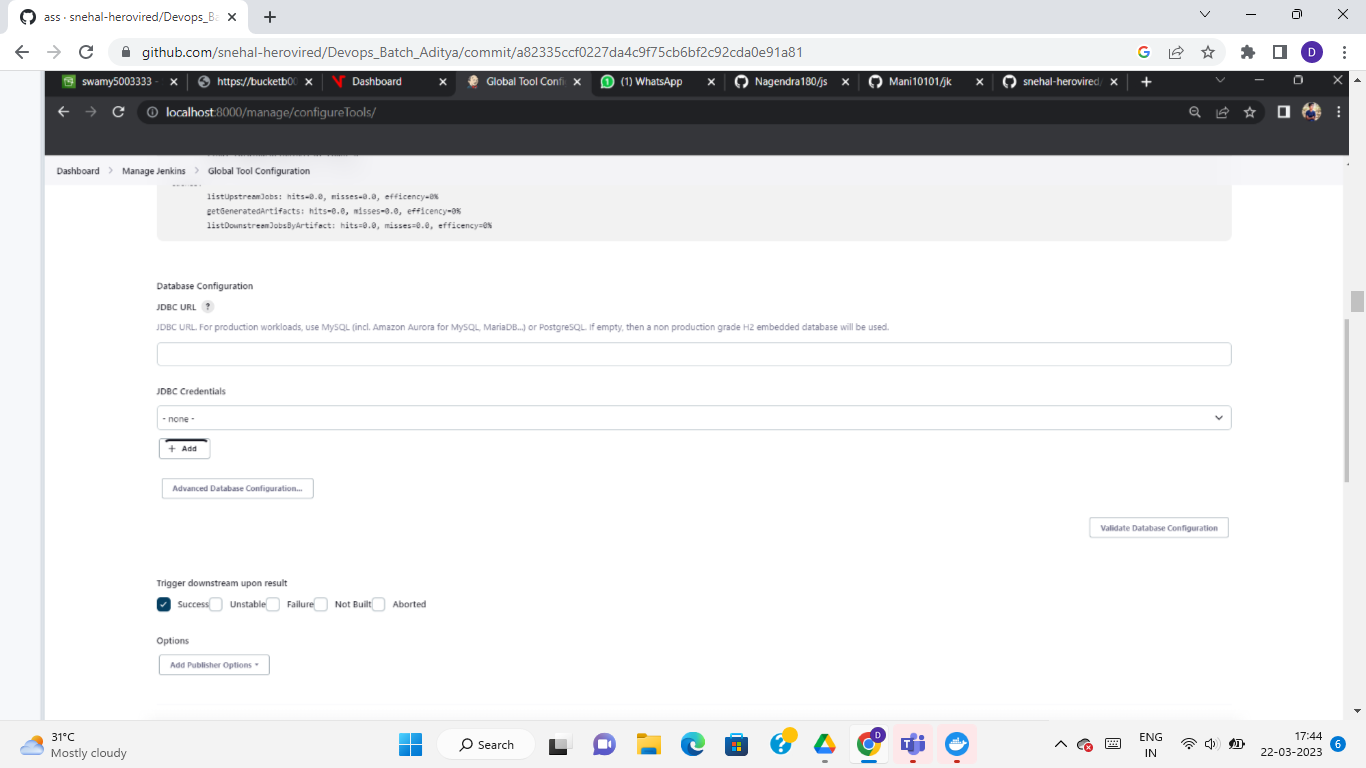 ass · snehal-herovired/Devops_Ba
github.com/snehal-herovired/Devops_Batch_Aditya/commit/a82335ccf0227da4c9f75cb6bf2c92cda0e91a81
D
swamy5003333 -
https://bucketb00
Dashboard
Global Tool Confi
(1) WhatsApp
Nagendra180/js
Mani10101/jk
snehal-herovired/
localhost:8000/manage/configureTools/
Dashboard > Manage Jenkins > Global Tool Configuration
listUpstreamJobs: hits=0.0, misses=0.0, efficency=0%
getGeneratedArtifacts: hits=0.0, misses=0.0, efficency=0%
listDownstreamJobsByArtifact: hits=0.0, misses=0.0, efficency=0%
Database Configuration
JDBC URL ?
JDBC URL. For production workloads, use MySQL (incl. Amazon Aurora for MySQL, MariaDB...) or PostgreSQL. If empty, then a non production grade H2 embedded database will be used.
JDBC Credentials
- none -
+ Add
Advanced Database Configuration...
Validate Database Configuration
Trigger downstream upon result
Success Unstable Failure Not Built Aborted
Options
Add Publisher Options
31°C
Mostly cloudy
Search
D
ENG
IN
17:44
22-03-2023
6